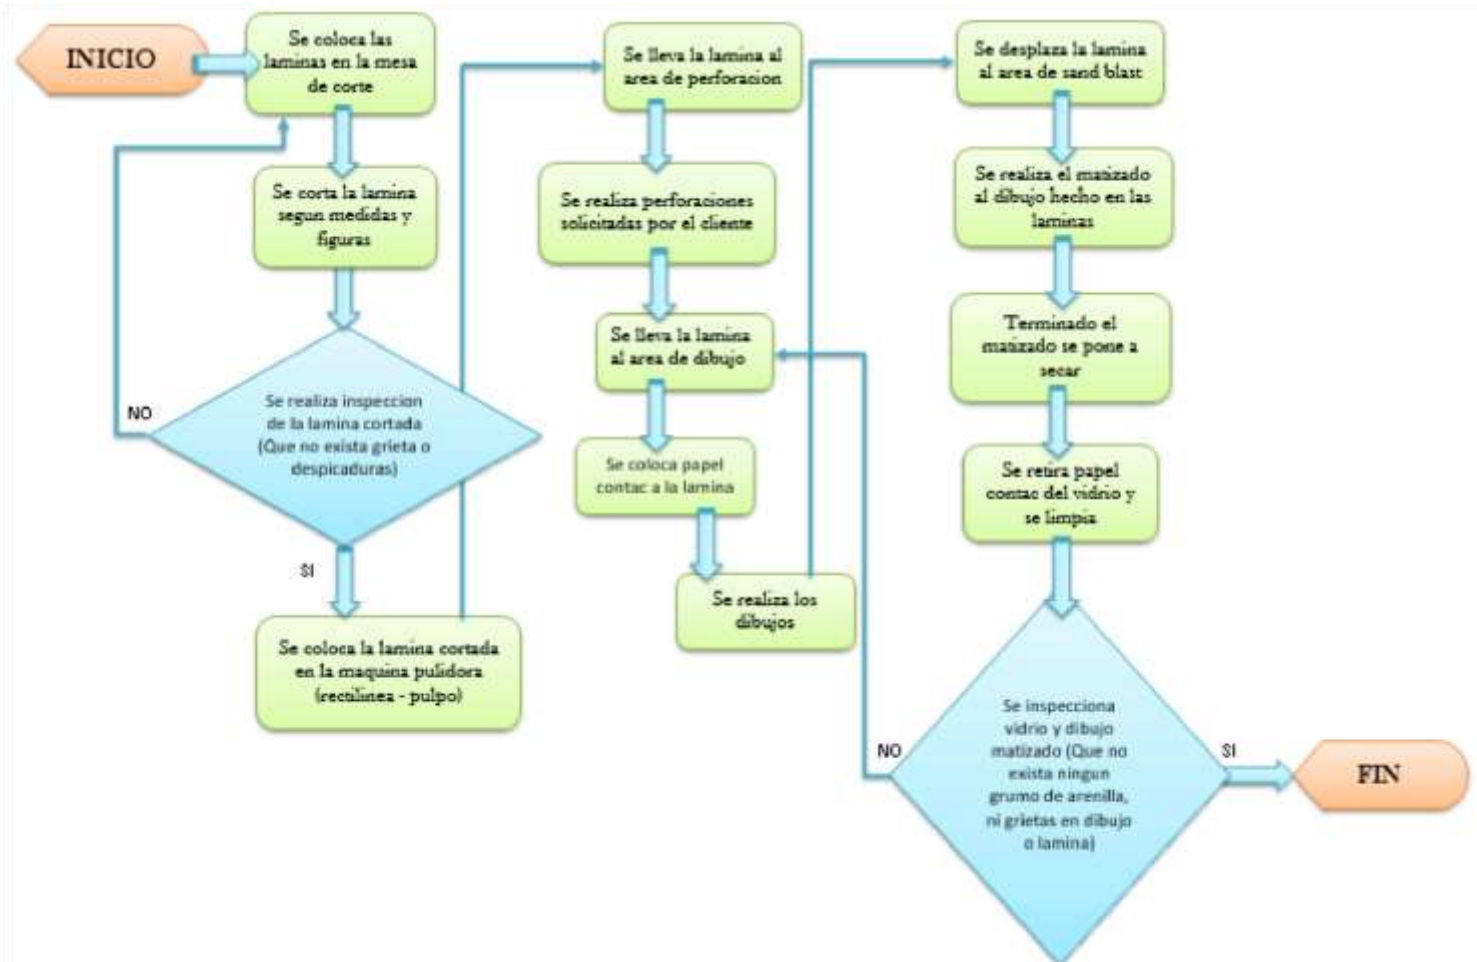 INICIO
Se coloca las
laminas en la mesa
de corte
Se corta la lamina
segun medidas y
figuras
Se realiza inspeccion
de la lamina cortada
(Que no exista grieta o
despicaduras)
NO
SI
Se coloca la lamina cortada
en la maquina pulidora
(rectilinea - pulpo)
Se lleva la lamina al
area de perforacion
Se realiza perforaciones
solicitadas por el cliente
Se lleva la lamina
al area de dibujo
Se coloca papel
contac a la lamina
Se realiza los
dibujos
Se desplaza la lamina
al area de sand blast
Se realiza el matizado
al dibujo hecho en las
laminas
Terminado el
matizado se pone a
secar
Se retira papel
contac del vidrio y
se limpia
Se inspecciona
vidrio y dibujo
matizado (Que no
exista ningun
grumo de arenilla,
ni grietas en dibujo
o lamina)
NO
SI
FIN